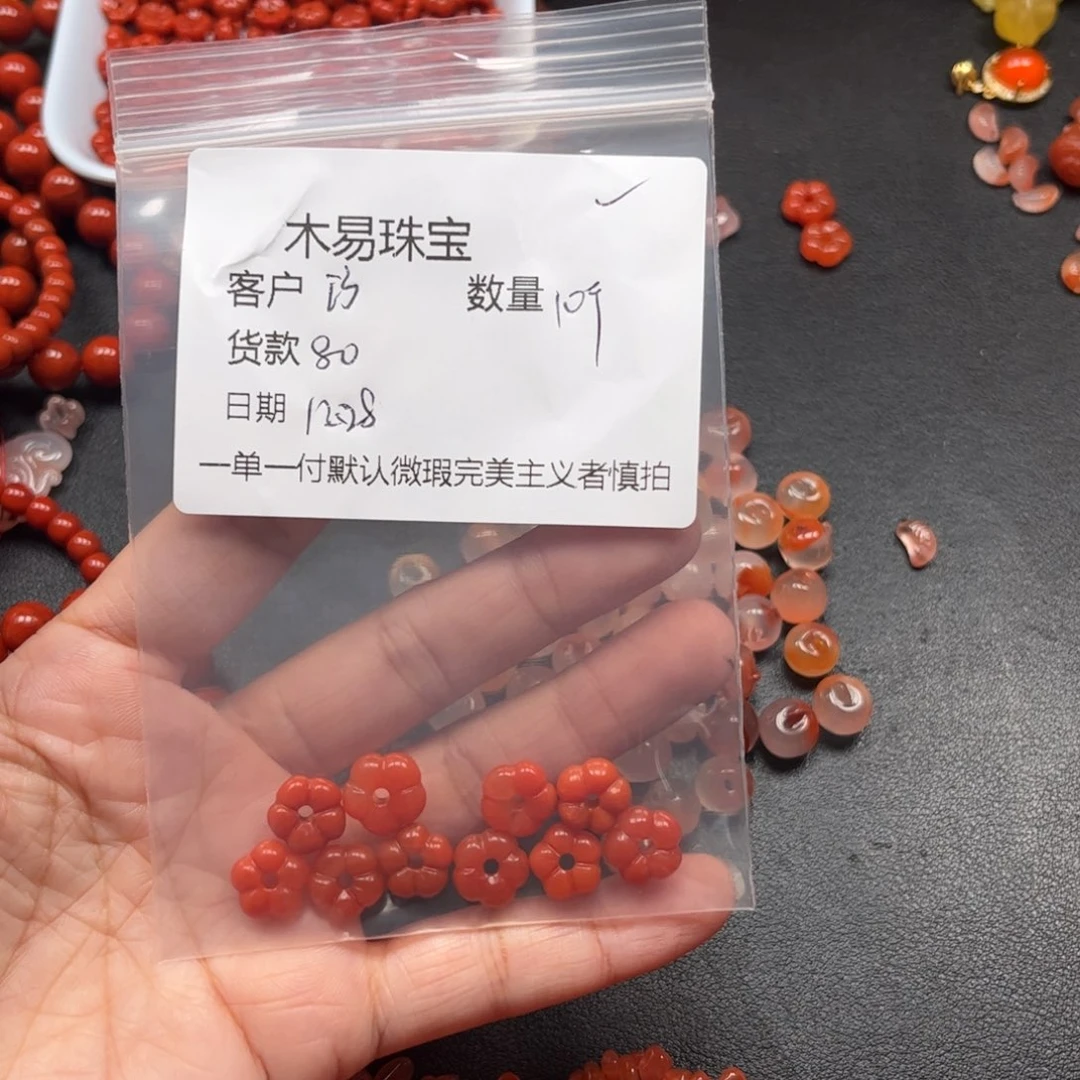 木易珠宝
客户 数量 10个
货款 80
日期 12.28
一单一付默认微瑕完美主义者慎拍